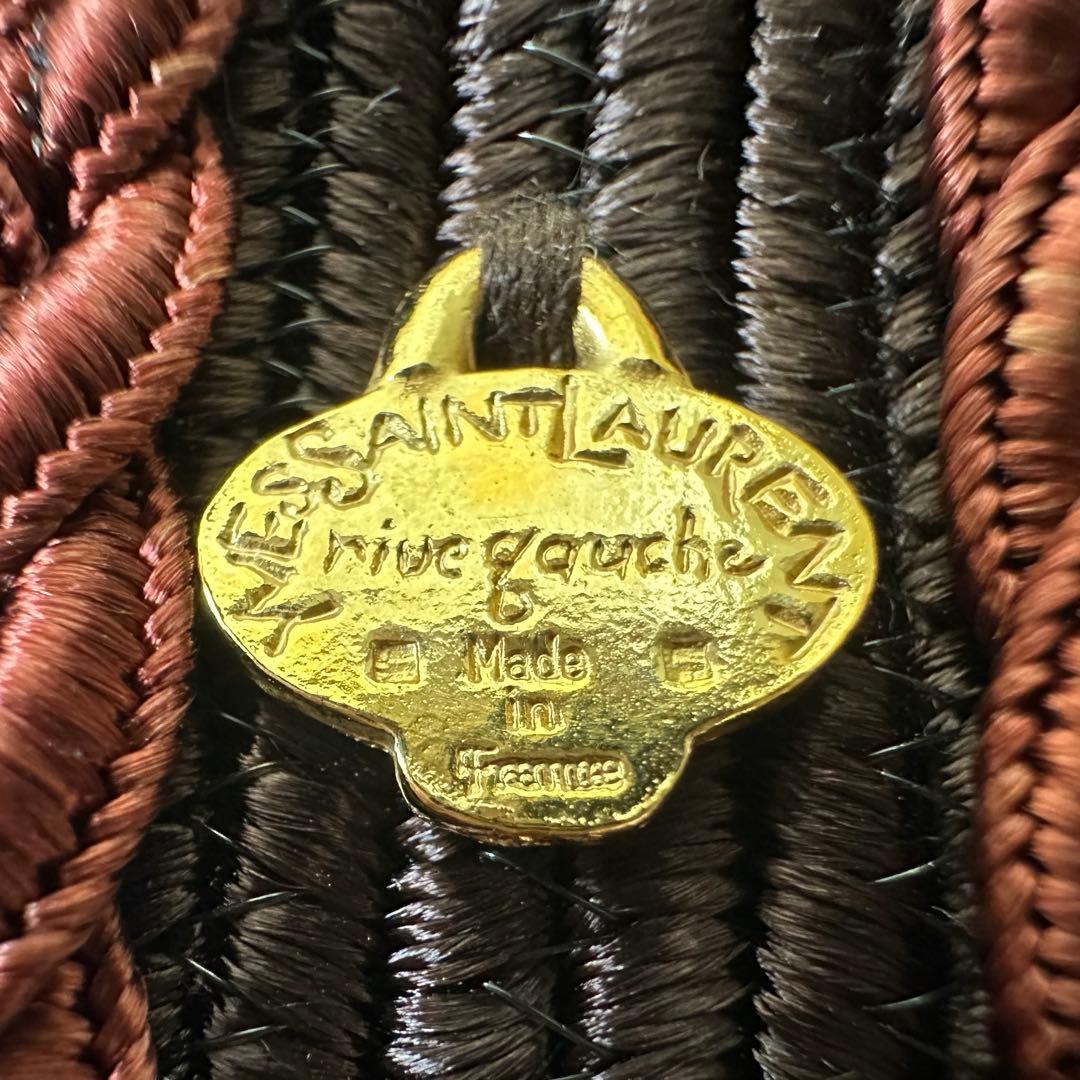 YVES SAINT LAURENT
rive gauche
Made
in
France